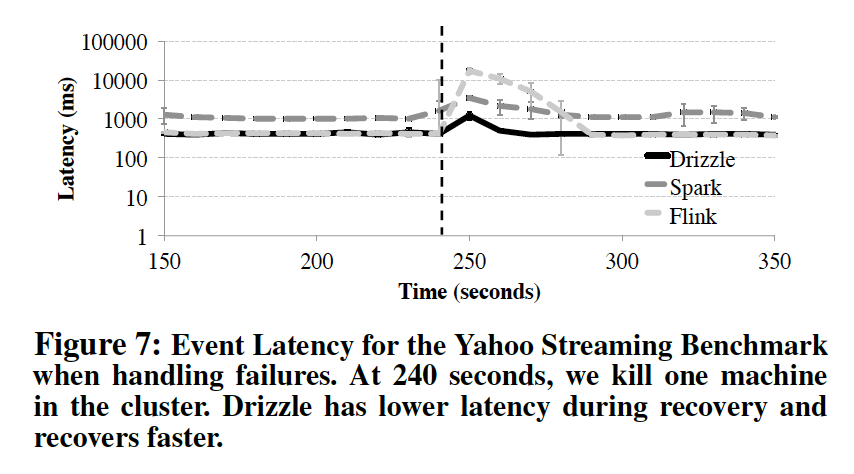 100000
10000
1000
100
10
1
Latency (ms)
Drizzle
Spark
Flink
150 200 250 300 350
Time (seconds)
Figure 7: Event Latency for the Yahoo Streaming Benchmark
when handling failures. At 240 seconds, we kill one machine
in the cluster. Drizzle has lower latency during recovery and
recovers faster.